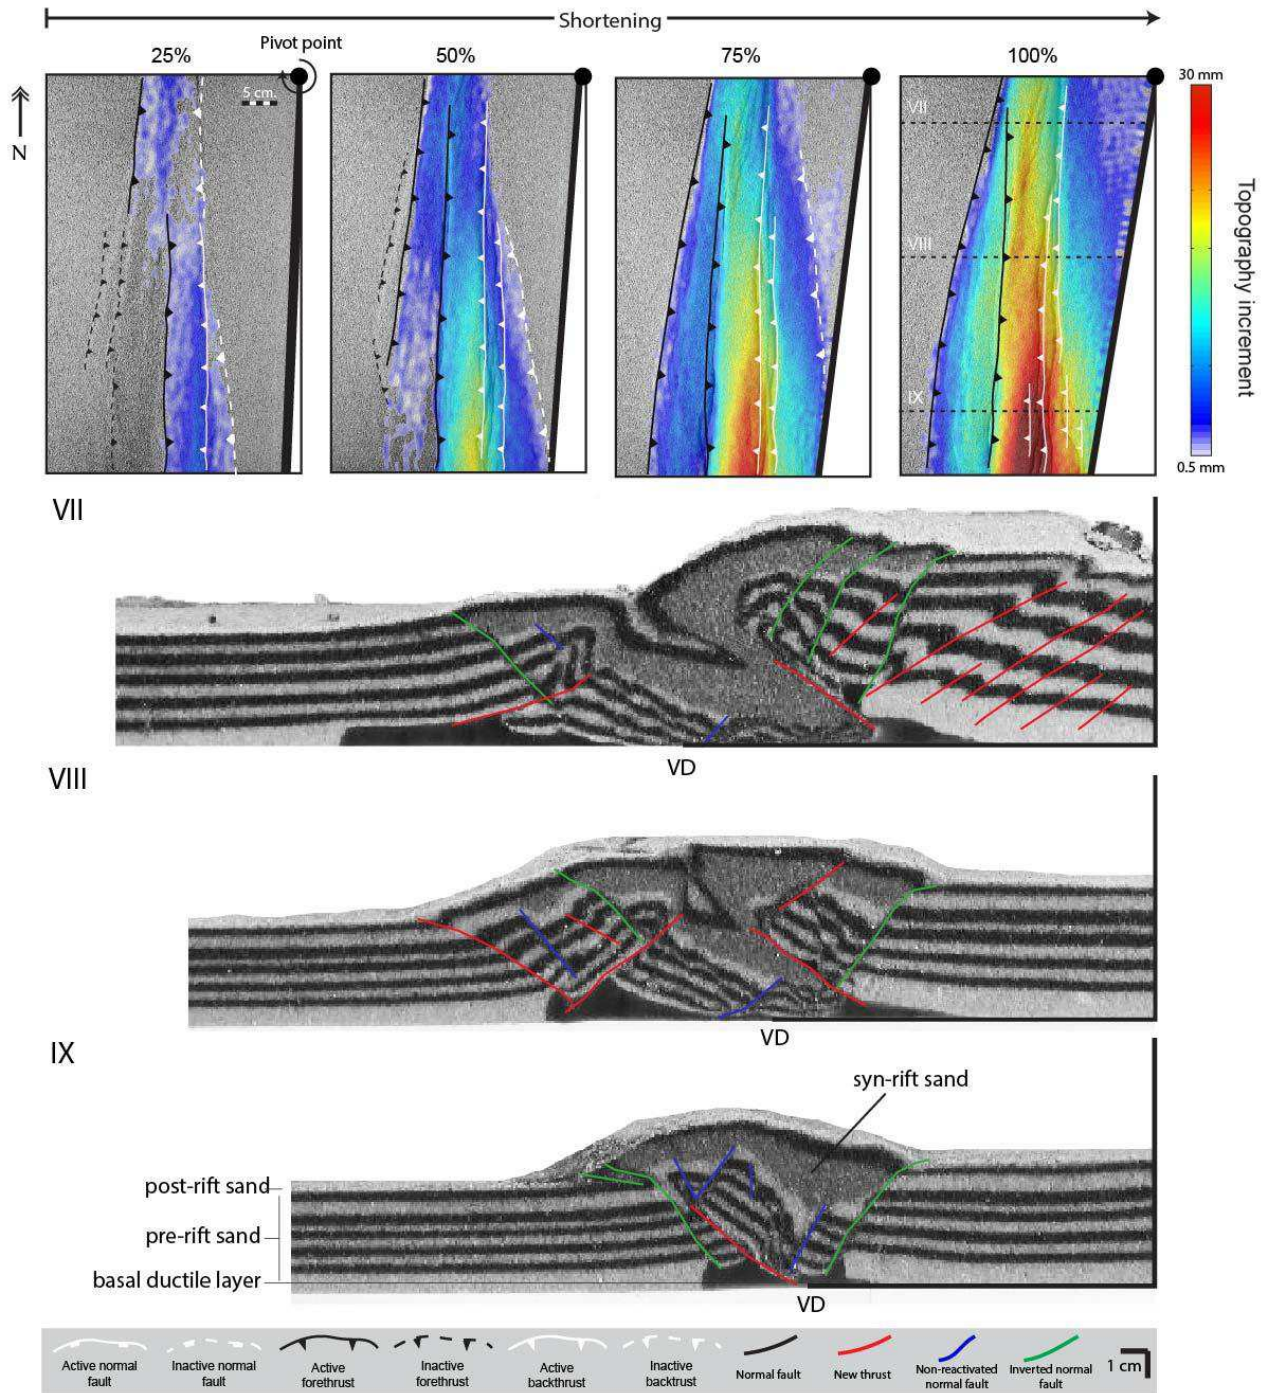 Shortening
25%
Pivot point
50%
75%
100%
30 mm
5 cm.
N
VII
VIII
IX
Topography increment
0.5 mm
VII
VD
VIII
VD
IX
syn-rift sand
post-rift sand
pre-rift sand
basal ductile layer
VD
Active normal
fault
Inactive normal
fault
Active
forethrust
Inactive
forethrust
Active
backthrust
Inactive
backtrust
Normal fault
New thrust
Non-reactivated
normal fault
Inverted normal
fault
1 cm